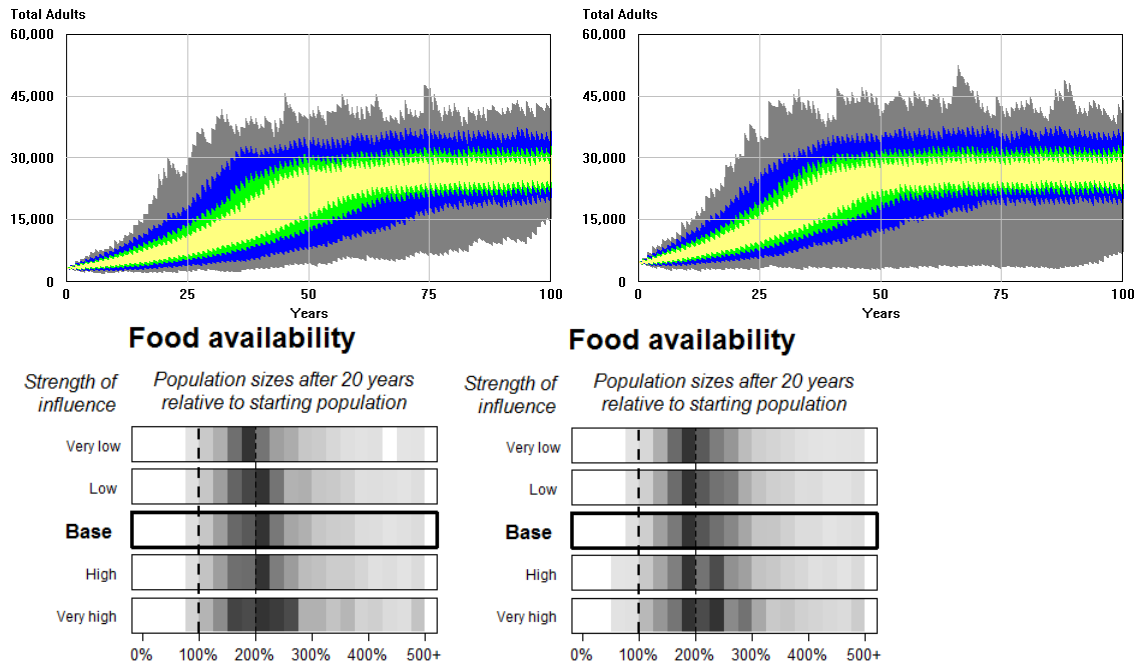 Total Adults
60,000
45,000
30,000
15,000
0
0 25 50 75 100
Years
Total Adults
60,000
45,000
30,000
15,000
0
0 25 50 75 100
Years
Food availability
Strength of
influence
Population sizes after 20 years
relative to starting population
Very low
Low
Base
High
Very high
0% 100% 200% 300% 400% 500+
Food availability
Strength of
influence
Population sizes after 20 years
relative to starting population
Very low
Low
Base
High
Very high
0% 100% 200% 300% 400% 500+